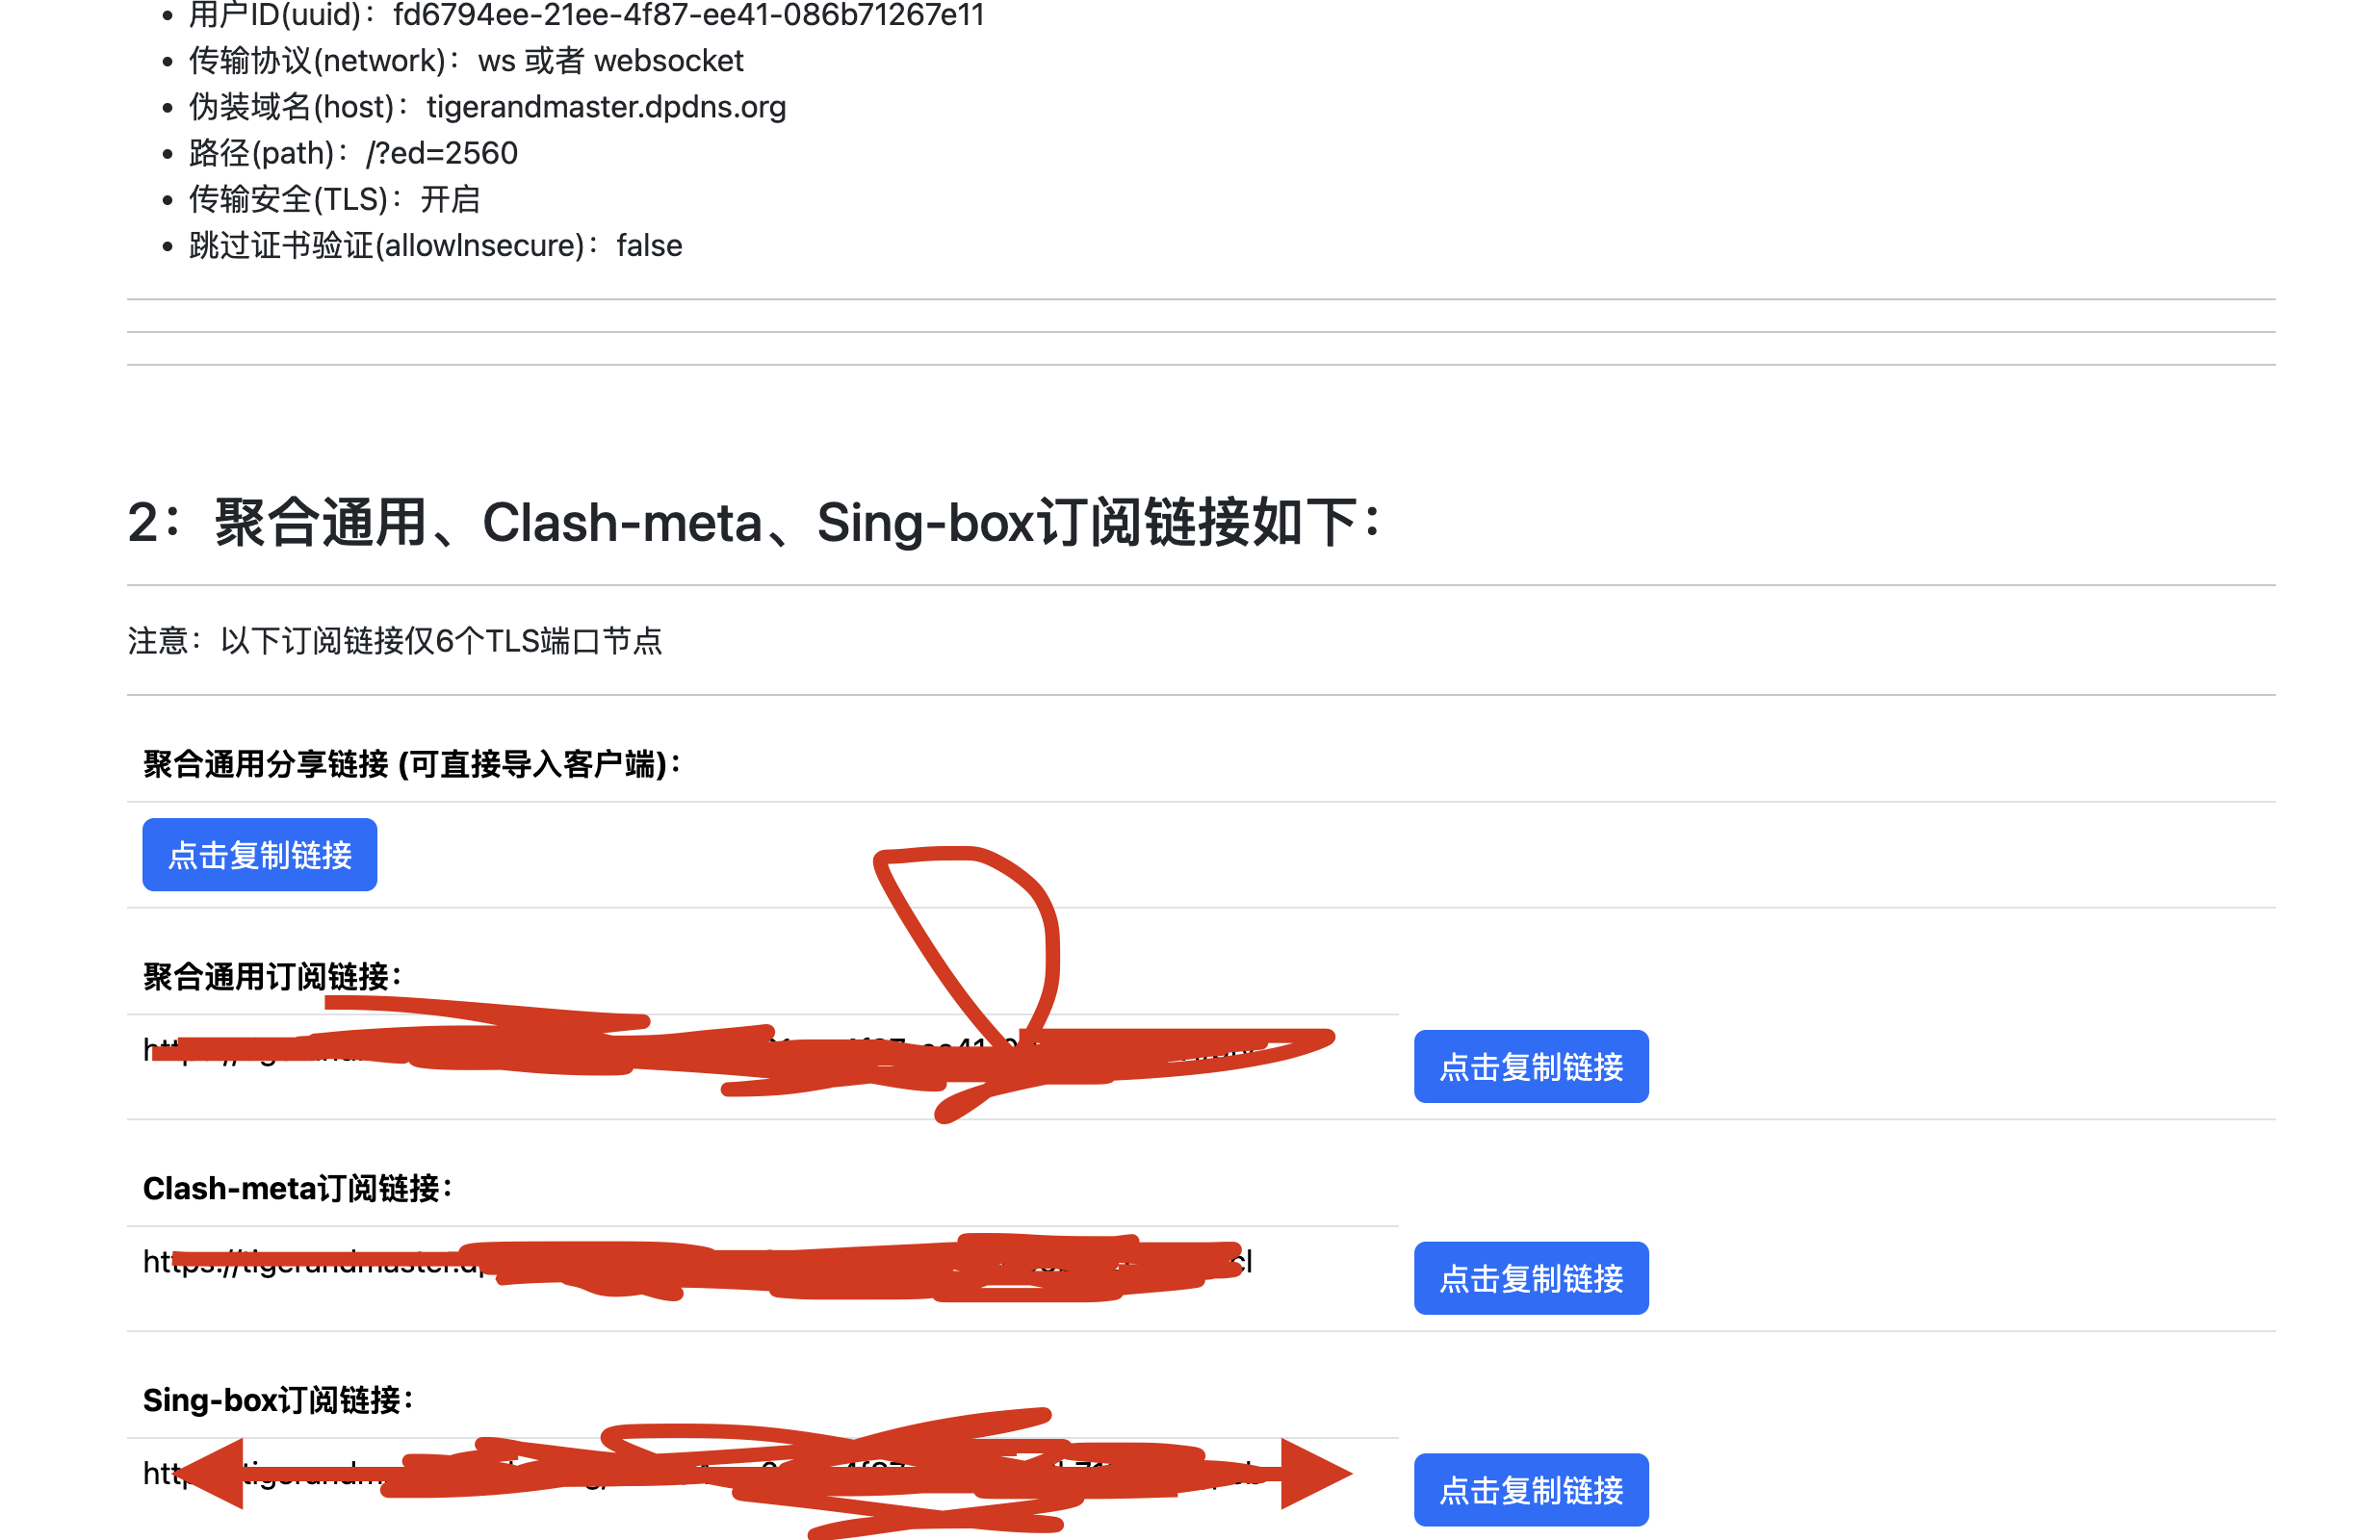 用户ID(uuid)：fd6794ee-21ee-4f87-ee41-086b71267e11
传输协议(network)：ws 或者 websocket
伪装域名(host)：tigerandmaster.dpdns.org
路径(path)：/?ed=2560
传输安全(TLS)：开启
跳过证书验证(allowInsecure)：false
2：聚合通用、Clash-meta、Sing-box订阅链接如下：
注意：以下订阅链接仅6个TLS端口节点
聚合通用分享链接 (可直接导入客户端)：
点击复制链接
聚合通用订阅链接：
点击复制链接
Clash-meta订阅链接：
点击复制链接
Sing-box订阅链接：
点击复制链接